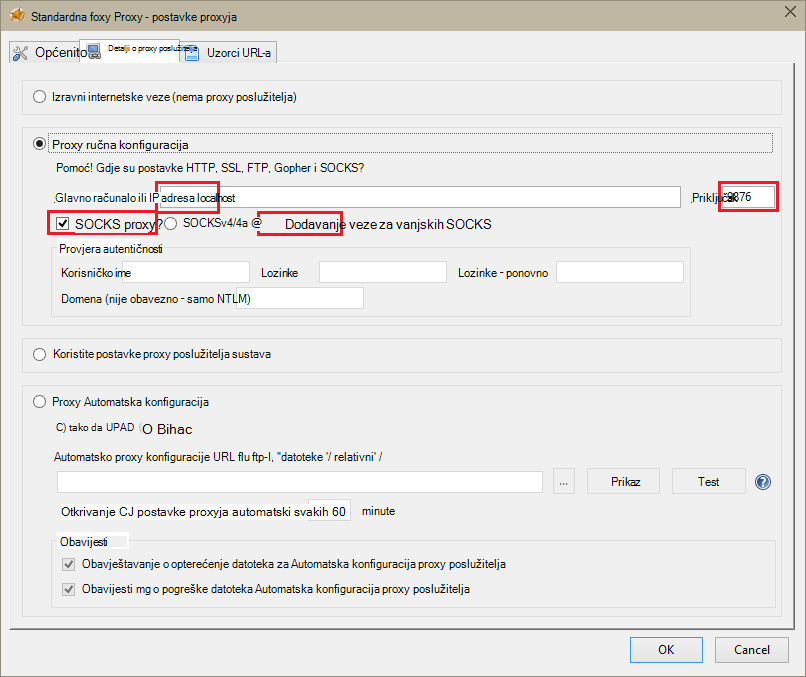 Standardna foxy Proxy - postavke proxyja
Općenito Detalji o proxy poslužitelja Uzorci URL-a
Izravni internetske veze (nema proxy poslužitelja)
Proxy ručna konfiguracija
Pomoć! Gdje su postavke HTTP, SSL, FTP, Gopher i SOCKS?
Glavno računalo ili IP adresa localhost Priključak 9876
SOCKS proxy? SOCKSv4/4a @ Dodavanje veze za vanjskih SOCKS
Provjera autentičnosti
Korisničko ime Lozinke Lozinke - ponovno
Domena (nije obavezno - samo NTLM)
Koristite postavke proxy poslužitelja sustava
Proxy Automatska konfiguracija
C) tako da UPAD O Bihac
Automatsko proxy konfiguracije URL flu ftp-I, "datoteke '/ relativni' /
... Prikaz Test ?
Otkrivanje CJ postavke proxyja automatski svakih 60 minute
Obavijesti
Obavještavanje o opterećenje datoteka za Automatska konfiguracija proxy poslužitelja
Obavijesti mg o pogreške datoteka Automatska konfiguracija proxy poslužitelja
OK Cancel